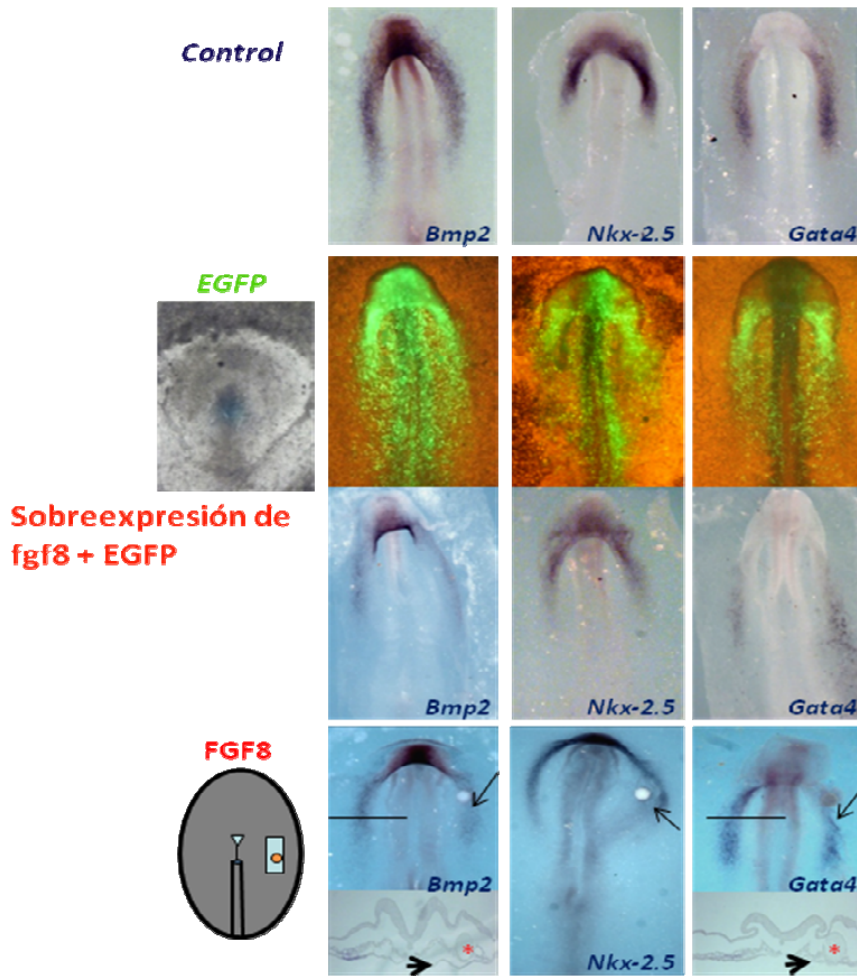 Control
Bmp2
Nkx-2.5
Gata4
EGFP
Sobreexpresión de
fgf8 + EGFP
Bmp2
Nkx-2.5
Gata4
FGF8
Bmp2
Nkx-2.5
Gata4
*
*